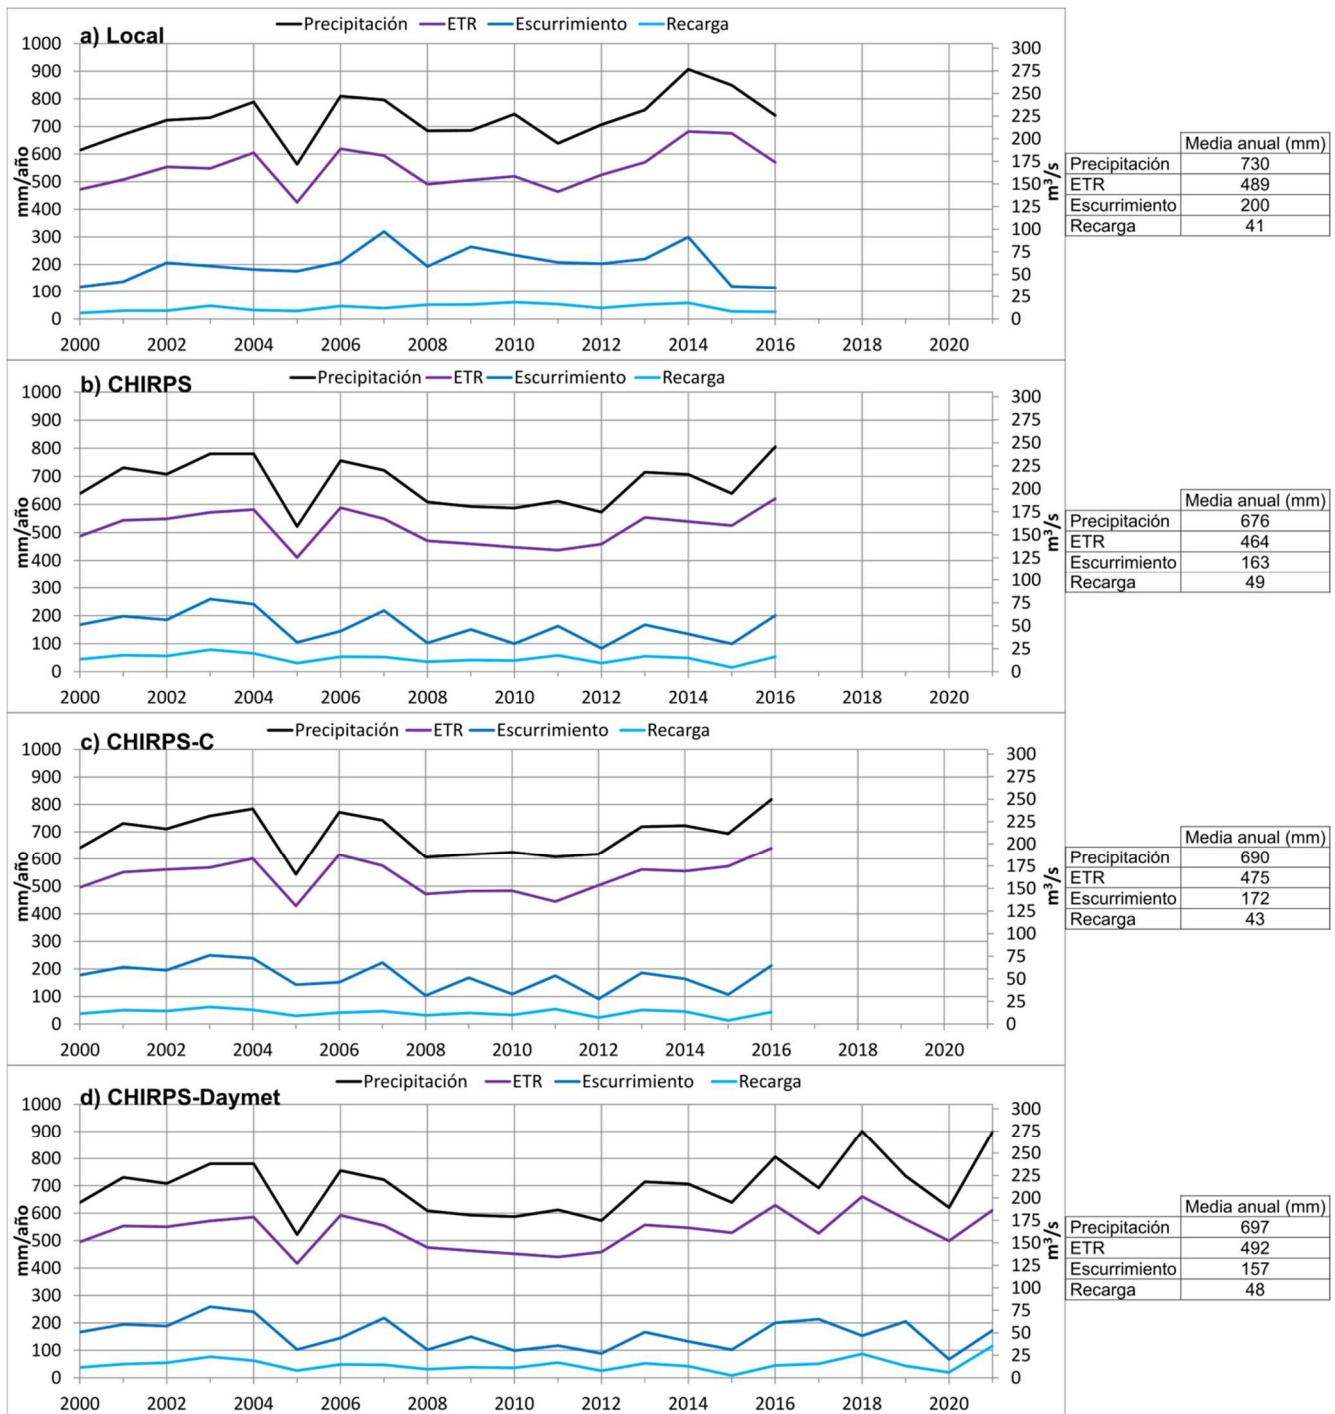 Precipitación ETR Escurrimiento Recarga
a) Local
1000
900
800
700
600
500
400
300
200
100
0
mm/año
300
275
250
225
200
175
150
125
100
75
50
25
0
m³/s
2000 2002 2004 2006 2008 2010 2012 2014 2016 2018 2020
Media anual (mm)
Precipitación 730
ETR 489
Escurrimiento 200
Recarga 41
Precipitación ETR Escurrimiento Recarga
b) CHIRPS
1000
900
800
700
600
500
400
300
200
100
0
mm/año
300
275
250
225
200
175
150
125
100
75
50
25
0
m³/s
2000 2002 2004 2006 2008 2010 2012 2014 2016 2018 2020
Media anual (mm)
Precipitación 676
ETR 464
Escurrimiento 163
Recarga 49
Precipitación ETR Escurrimiento Recarga
c) CHIRPS-C
1000
900
800
700
600
500
400
300
200
100
0
mm/año
300
275
250
225
200
175
150
125
100
75
50
25
0
m³/s
2000 2002 2004 2006 2008 2010 2012 2014 2016 2018 2020
Media anual (mm)
Precipitación 690
ETR 475
Escurrimiento 172
Recarga 43
Precipitación ETR Escurrimiento Recarga
d) CHIRPS-Daymet
1000
900
800
700
600
500
400
300
200
100
0
mm/año
300
275
250
225
200
175
150
125
100
75
50
25
0
m³/s
2000 2002 2004 2006 2008 2010 2012 2014 2016 2018 2020
Media anual (mm)
Precipitación 697
ETR 492
Escurrimiento 157
Recarga 48